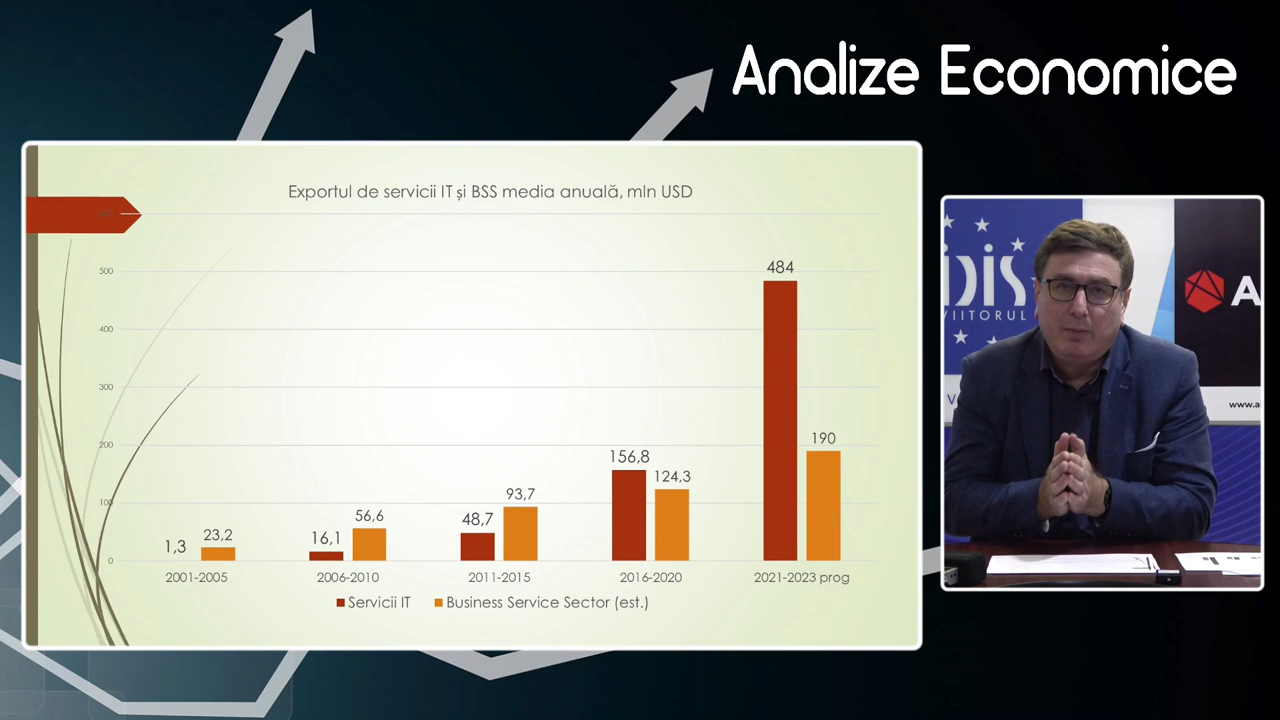 Analize Economice
Exportul de servicii IT și BSS media anuală, mln USD
500
400
300
200
100
0
1,3
23,2
16,1
56,6
48,7
93,7
156,8
124,3
484
190
2001-2005
2006-2010
2011-2015
2016-2020
2021-2023 prog
Servicii IT
Business Service Sector (est.)
IDIS
VIITORUL
A
www.a